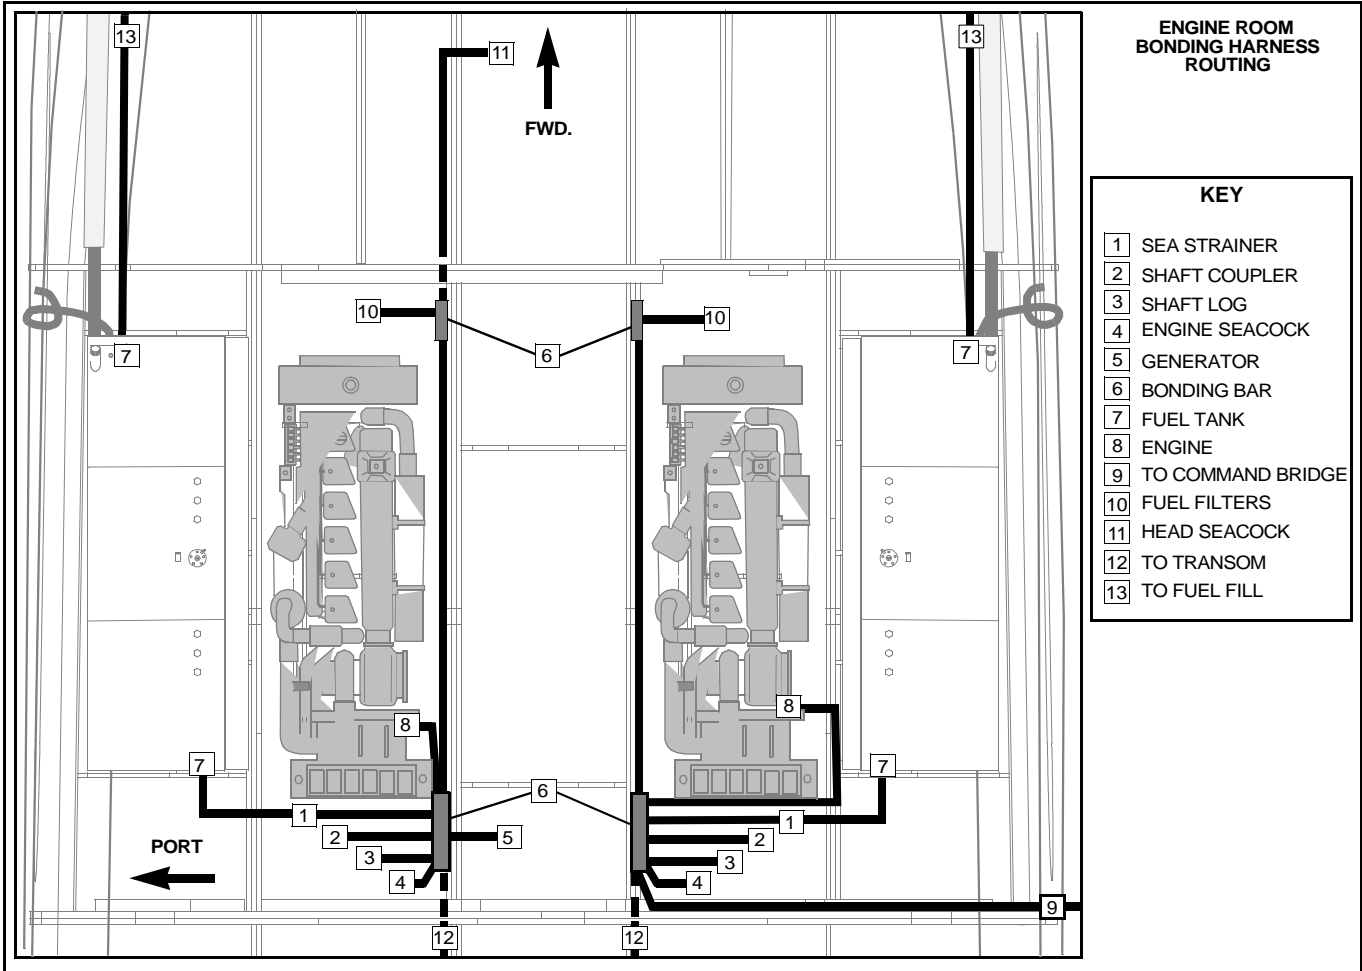 ENGINE ROOM
BONDING HARNESS
ROUTING
13
11
13
FWD.
10
10
6
7
7
8
8
7
7
6
1
1
2
5
2
3
3
4
4
PORT
9
12
12
KEY
1 SEA STRAINER
2 SHAFT COUPLER
3 SHAFT LOG
4 ENGINE SEACOCK
5 GENERATOR
6 BONDING BAR
7 FUEL TANK
8 ENGINE
9 TO COMMAND BRIDGE
10 FUEL FILTERS
11 HEAD SEACOCK
12 TO TRANSOM
13 TO FUEL FILL